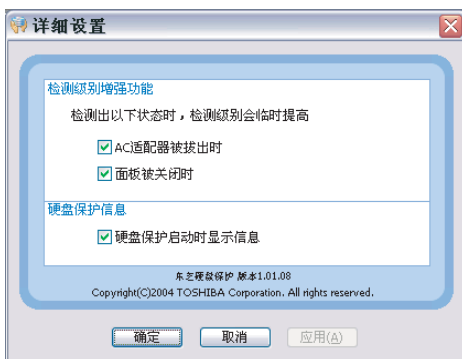 详细设置
检测级别增强功能
检测出以下状态时，检测级别会临时提高
AC适配器被拔出时
面板被关闭时
硬盘保护信息
硬盘保护启动时显示信息
东芝硬盘保护 版本1.01.08
Copyright(C)2004 TOSHIBA Corporation. All rights reserved.
确定 取消 应用(A)